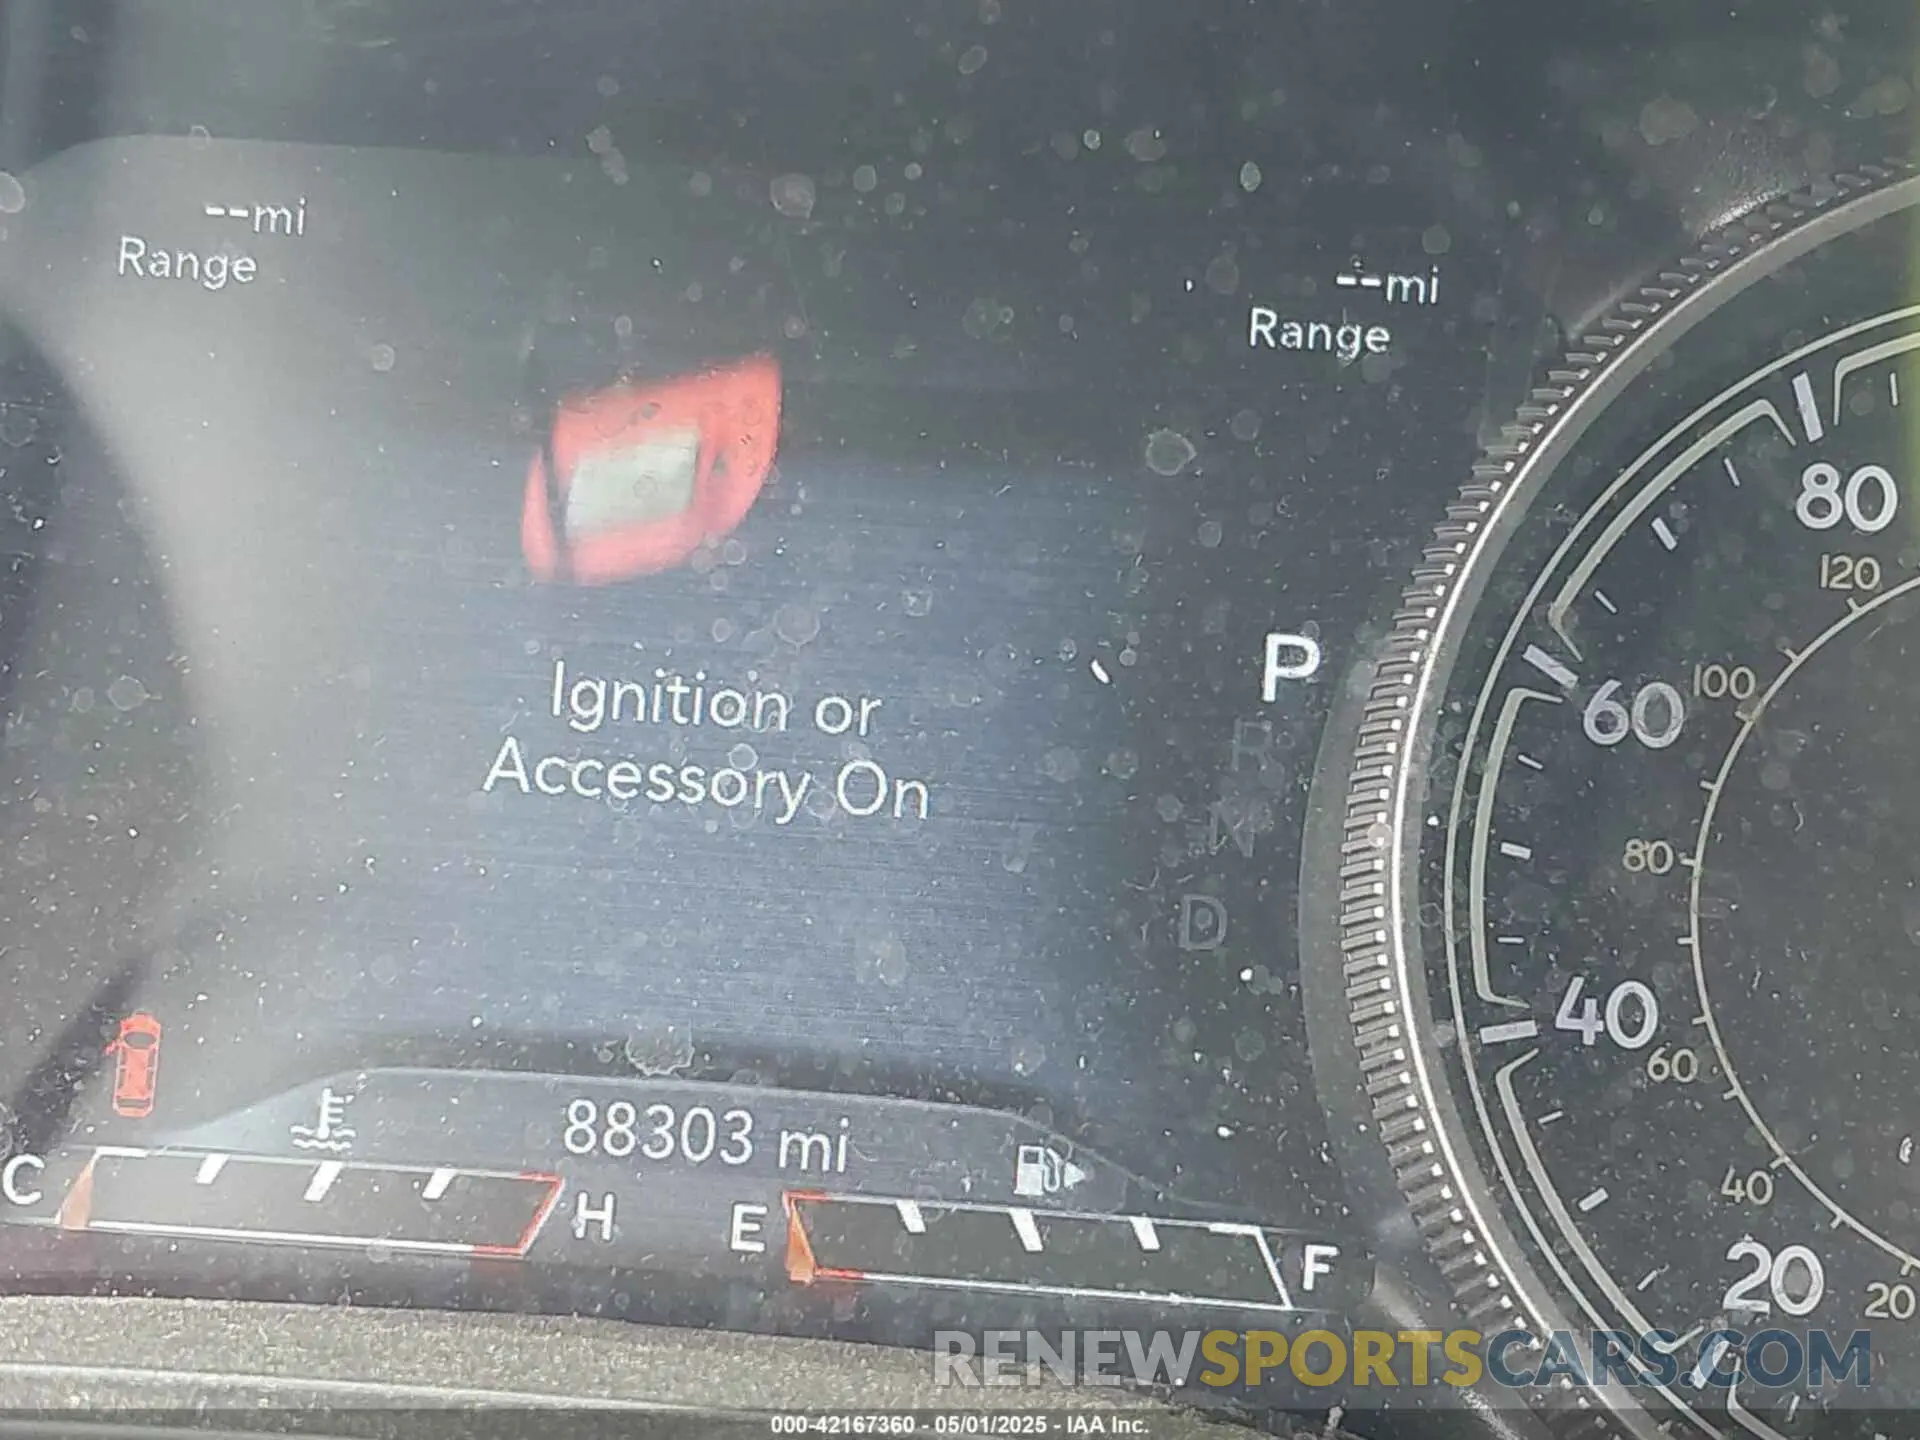 --mi
Range
--mi
Range
Ignition or
Accessory On
P
R
N
D
88303 mi
C
H
E
F
80
120
60
100
80
40
60
40
20
20
RENEWSPORTSCARS.COM
000-42167360 - 05/01/2025 - IAA Inc.